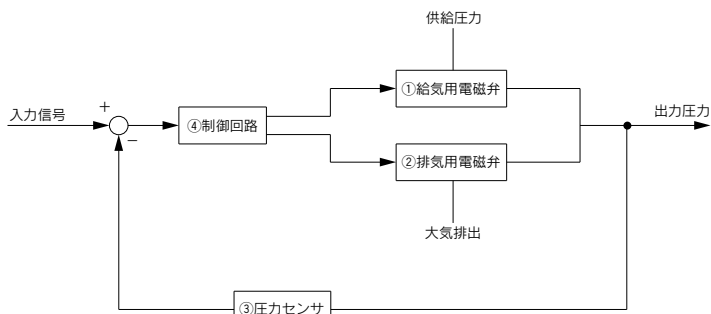 供給圧力
①給気用電磁弁
入力信号
+
④制御回路
出力圧力
−
②排気用電磁弁
大気排出
③圧力センサ